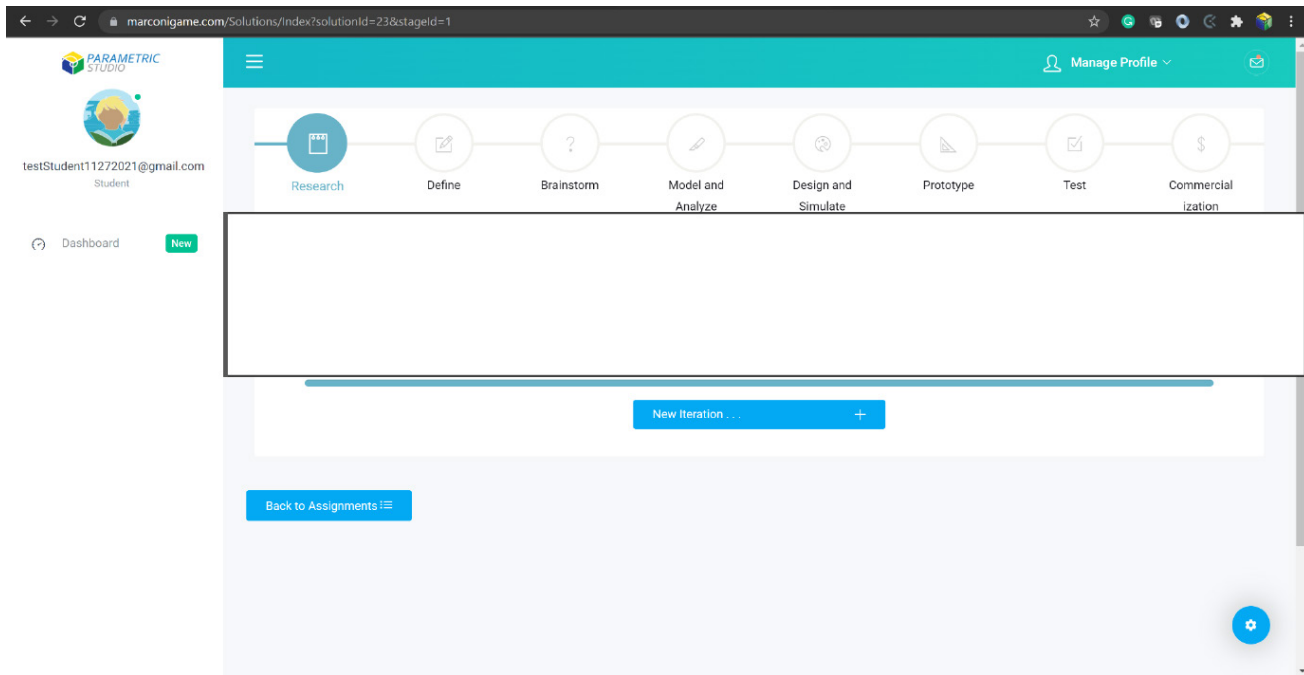 marconigame.com/Solutions/Index?solutionId=23&stageId=1
PARAMETRIC
STUDIO
Manage Profile
testStudent11272021@gmail.com
Student
Dashboard New
Research Define Brainstorm Model and Design and Prototype Test Commercial
Analyze Simulate ization
New Iteration . . .
Back to Assignments